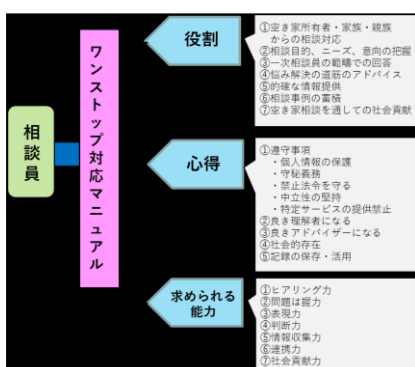 相談員
ワンストップ対応マニュアル
役割
①空き家所有者・家族・親族
からの相談対応
②相談目的、ニーズ、意向の把握
③一次相談員の範疇での回答
④悩み解決の道筋のアドバイス
⑤的確な情報提供
⑥相談事例の蓄積
⑦空き家相談を通しての社会貢献
心得
①遵守事項
・個人情報の保護
・守秘義務
・禁止法令を守る
・中立性の堅持
・特定サービスの提供禁止
②良き理解者になる
③良きアドバイザーになる
④社会的存在
⑤記録の保存・活用
求められる
能力
①ヒアリング力
②問題は握力
③表現力
④判断力
⑤情報収集力
⑥連携力
⑦社会貢献力